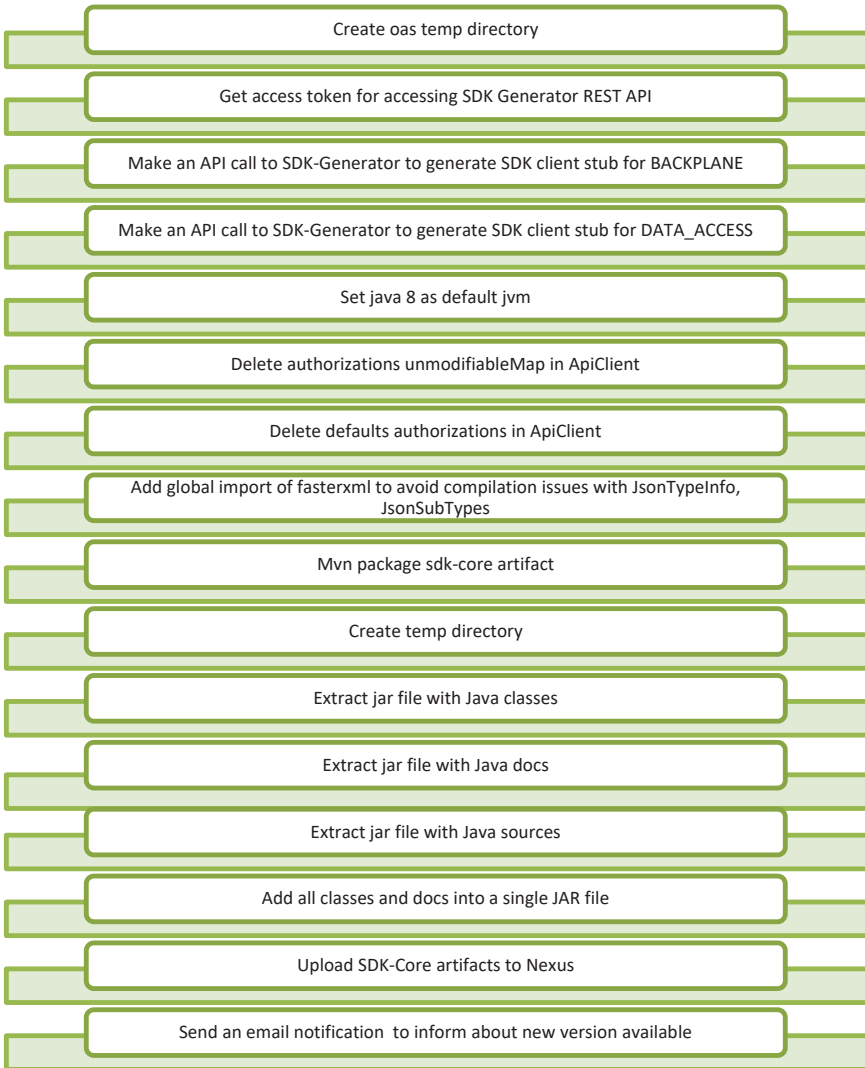 Create oas temp directory
Get access token for accessing SDK Generator REST API
Make an API call to SDK-Generator to generate SDK client stub for BACKPLANE
Make an API call to SDK-Generator to generate SDK client stub for DATA_ACCESS
Set java 8 as default jvm
Delete authorizations unmodifiableMap in ApiClient
Delete defaults authorizations in ApiClient
Add global import of fasterxml to avoid compilation issues with JsonTypeInfo,
JsonSubTypes
Mvn package sdk-core artifact
Create temp directory
Extract jar file with Java classes
Extract jar file with Java docs
Extract jar file with Java sources
Add all classes and docs into a single JAR file
Upload SDK-Core artifacts to Nexus
Send an email notification  to inform about new version available